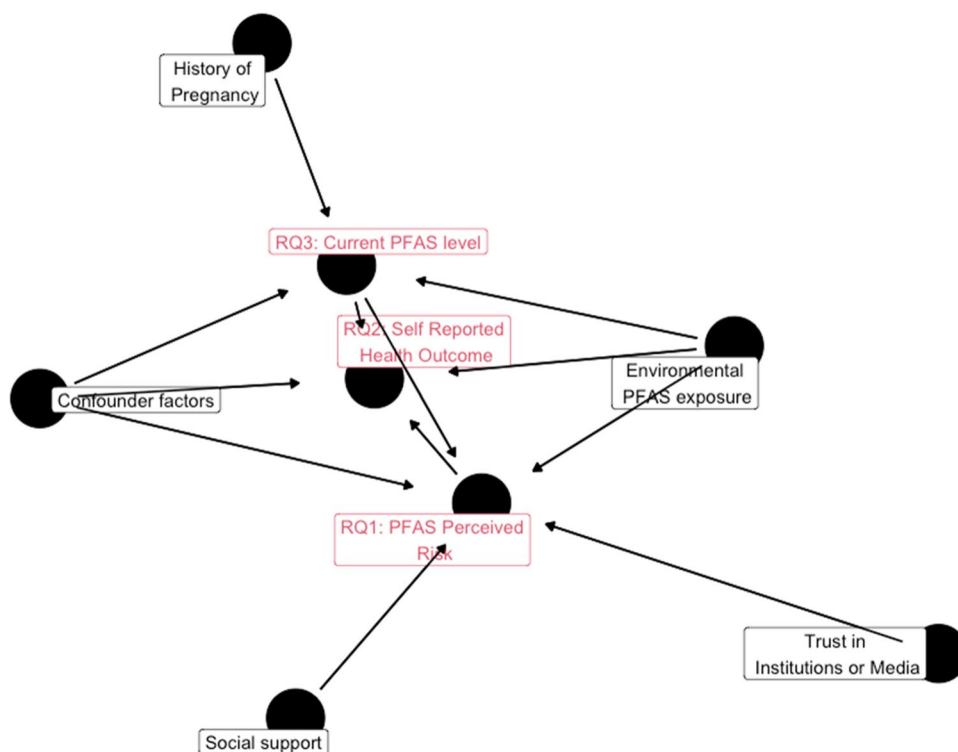 History of
Pregnancy
RQ3: Current PFAS level
RQ2: Self Reported
Health Outcome
Environmental
PFAS exposure
Confounder factors
RQ1: PFAS Perceived
Risk
Trust in
Institutions or Media
Social support